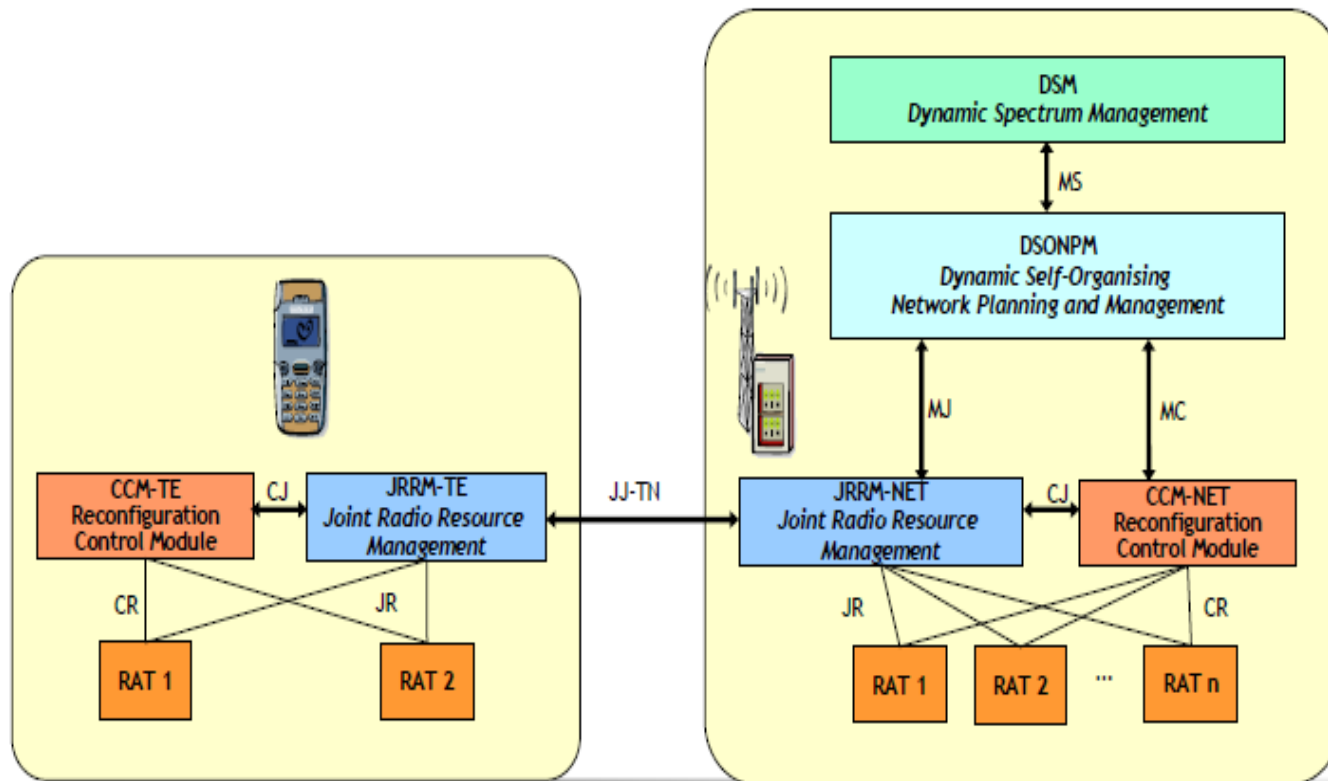 DSM
Dynamic Spectrum Management
MS
DSONPM
Dynamic Self-Organising
Network Planning and Management
MJ
MC
CCM-TE
Reconfiguration
Control Module
CJ
JRRM-TE
Joint Radio Resource
Management
JJ-TN
JRRM-NET
Joint Radio Resource
Management
CJ
CCM-NET
Reconfiguration
Control Module
CR
JR
JR
CR
RAT 1
RAT 2
RAT 1
RAT 2
...
RAT n